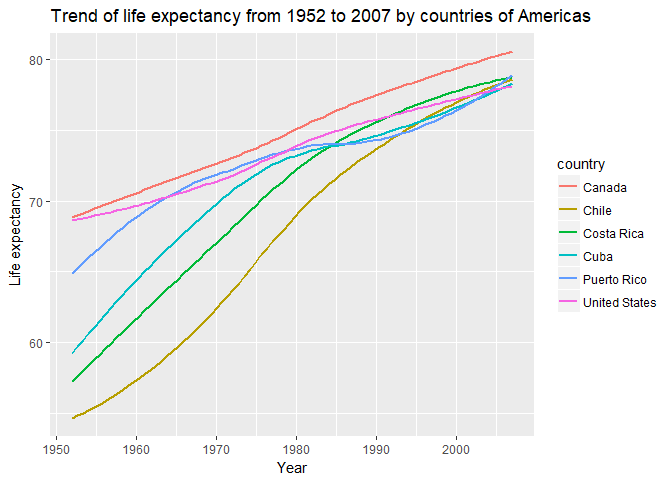 Trend of life expectancy from 1952 to 2007 by countries of Americas
80
70
60
Life expectancy
1950 1960 1970 1980 1990 2000
Year
country
Canada
Chile
Costa Rica
Cuba
Puerto Rico
United States